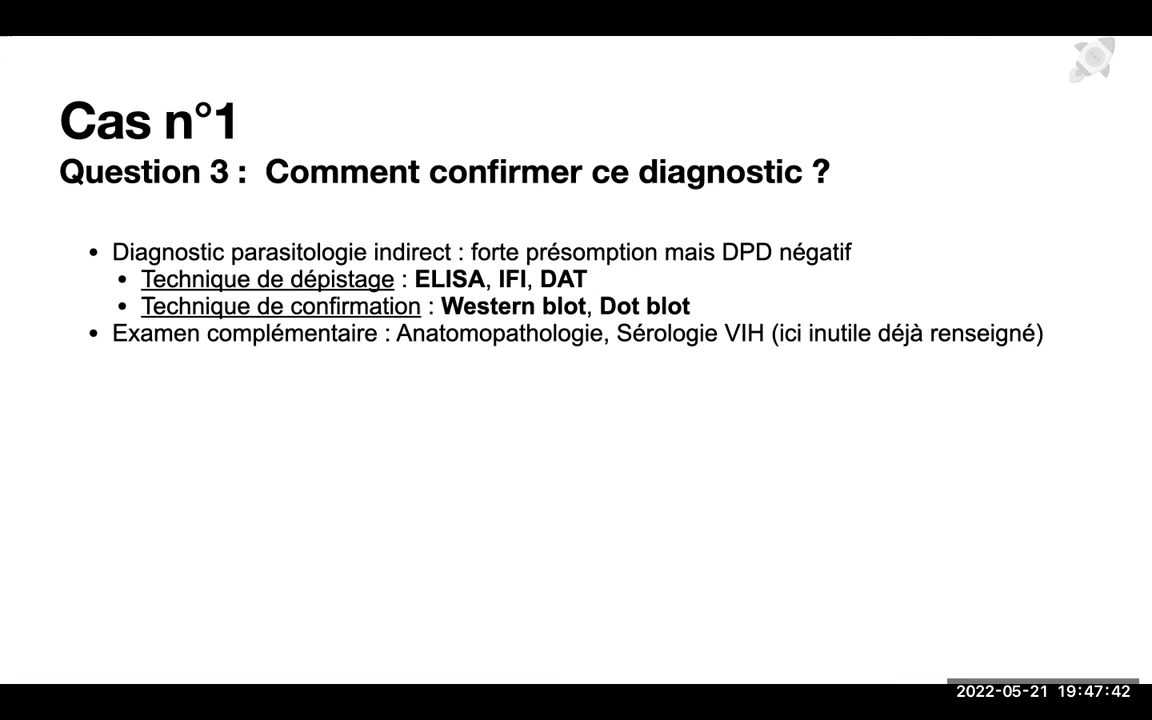 Cas n°1
Question 3 :  Comment confirmer ce diagnostic ?
• Diagnostic parasitologie indirect : forte présomption mais DPD négatif
• Technique de dépistage : ELISA, IFI, DAT
• Technique de confirmation : Western blot, Dot blot
• Examen complémentaire : Anatomopathologie, Sérologie VIH (ici inutile déjà renseigné)
2022-05-21 19:47:42